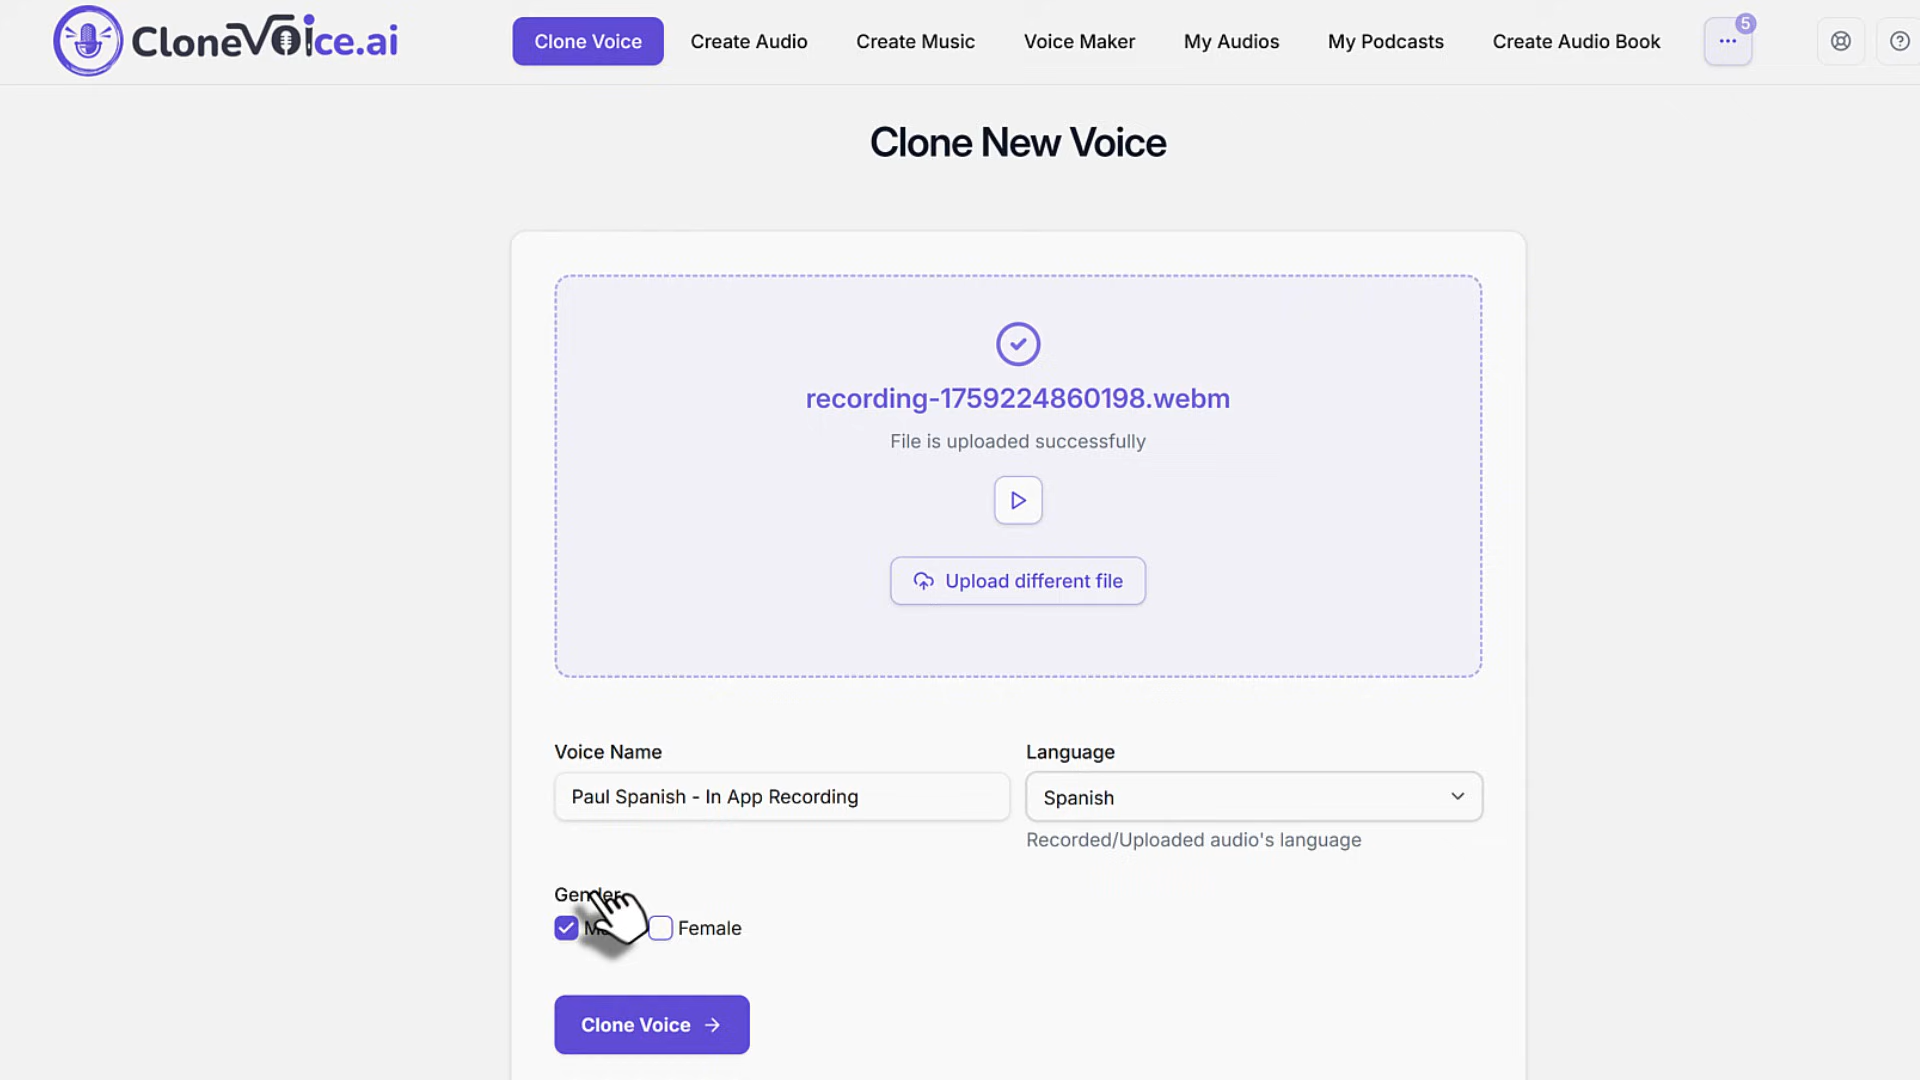 CloneVoice.ai
Clone Voice
Create Audio
Create Music
Voice Maker
My Audios
My Podcasts
Create Audio Book
5
Clone New Voice
recording-1759224860198.webm
File is uploaded successfully
Upload different file
Voice Name
Language
Paul Spanish - In App Recording
Spanish
Recorded/Uploaded audio's language
Gender
Female
Clone Voice